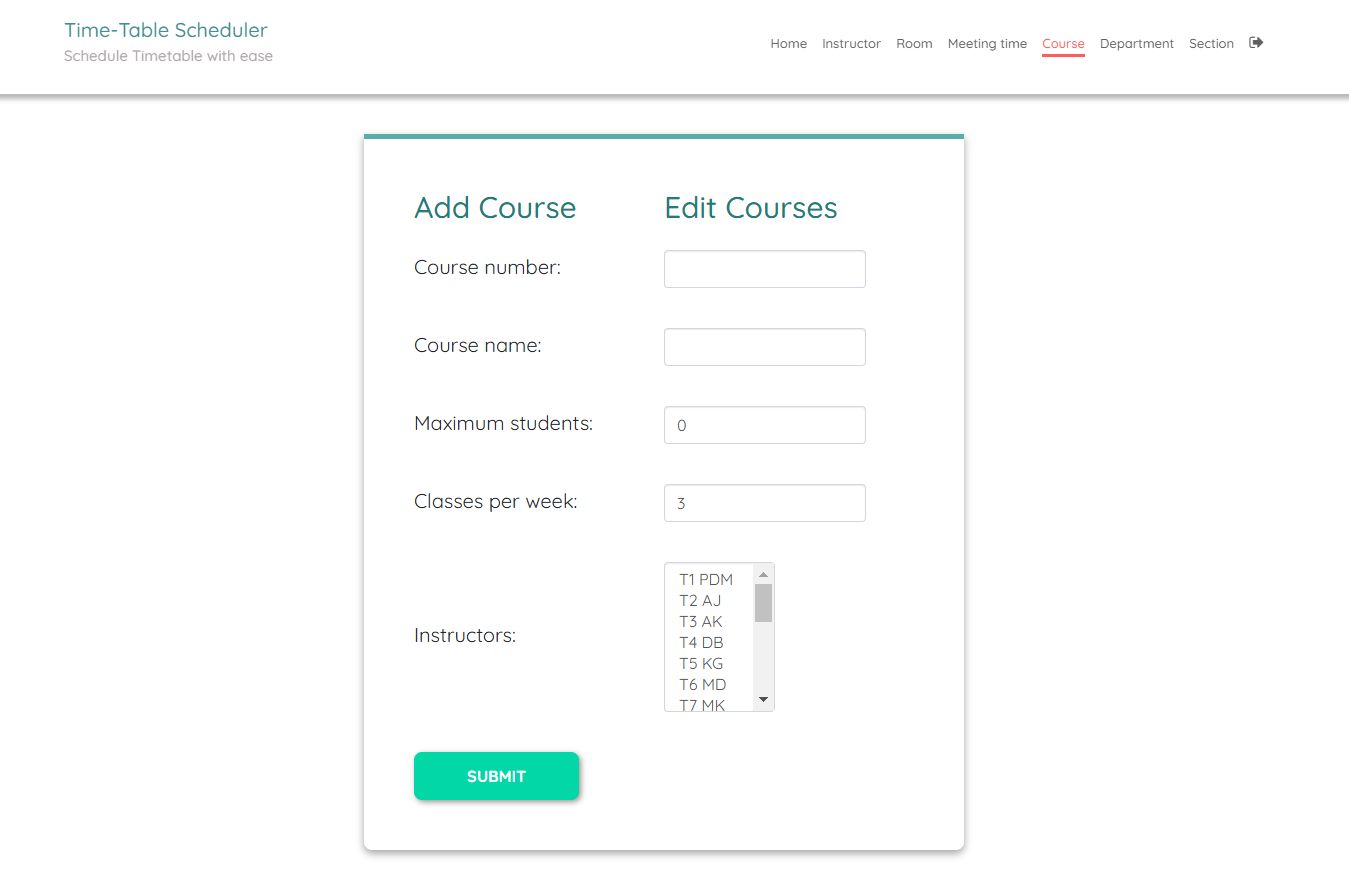 Time-Table Scheduler
Schedule Timetable with ease
Home Instructor Room Meeting time Course Department Section
Add Course Edit Courses
Course number:
Course name:
Maximum students: 0
Classes per week: 3
Instructors:
T1 PDM
T2 AJ
T3 AK
T4 DB
T5 KG
T6 MD
T7 MK
SUBMIT